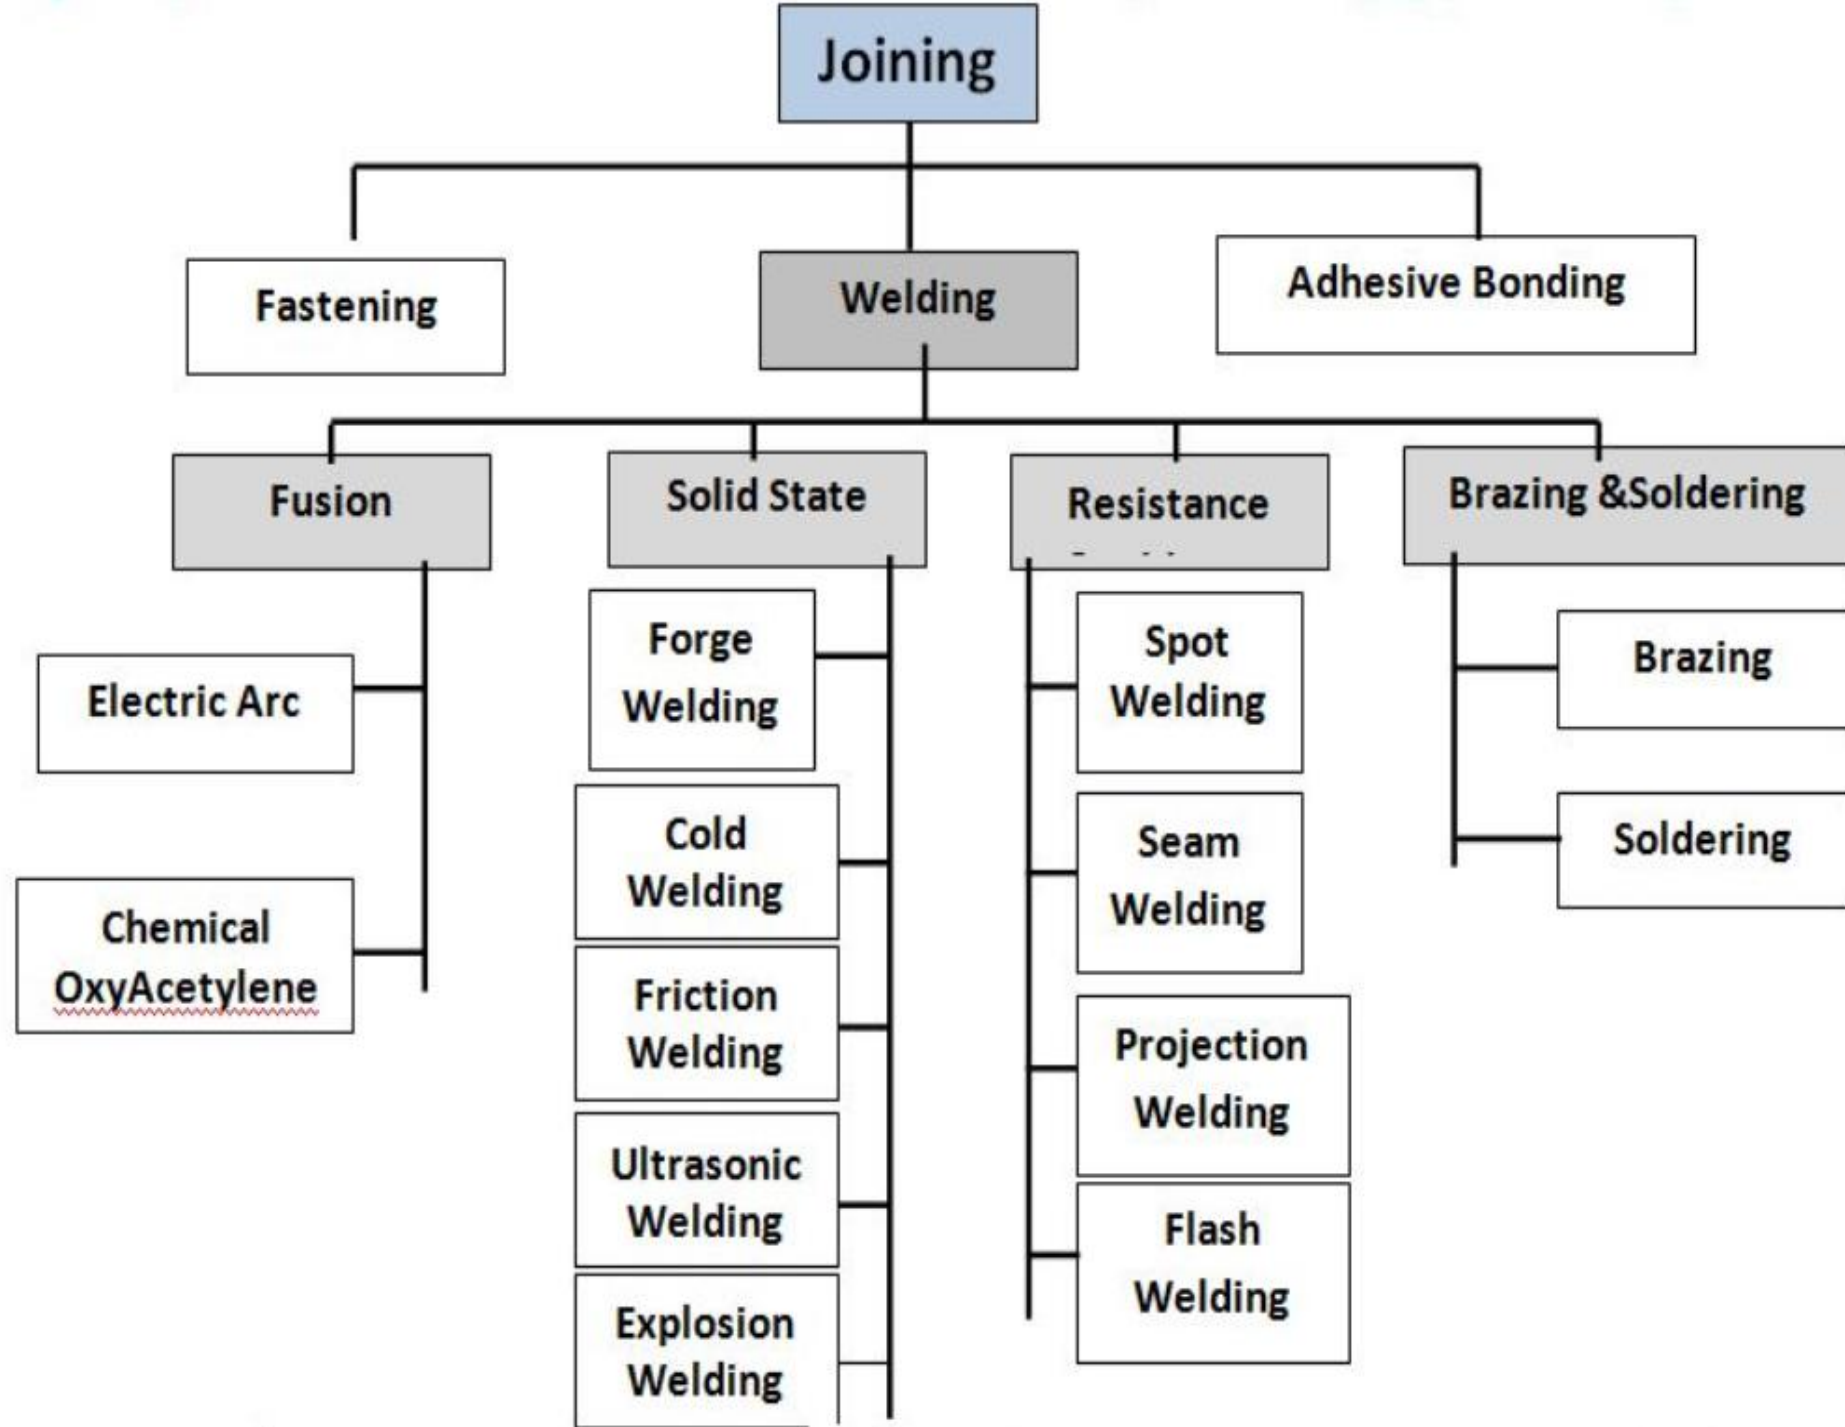 Joining
Fastening
Welding
Adhesive Bonding
Fusion
Solid State
Resistance
Brazing &Soldering
Electric Arc
Chemical
OxyAcetylene
Forge
Welding
Cold
Welding
Friction
Welding
Ultrasonic
Welding
Explosion
Welding
Spot
Welding
Seam
Welding
Projection
Welding
Flash
Welding
Brazing
Soldering